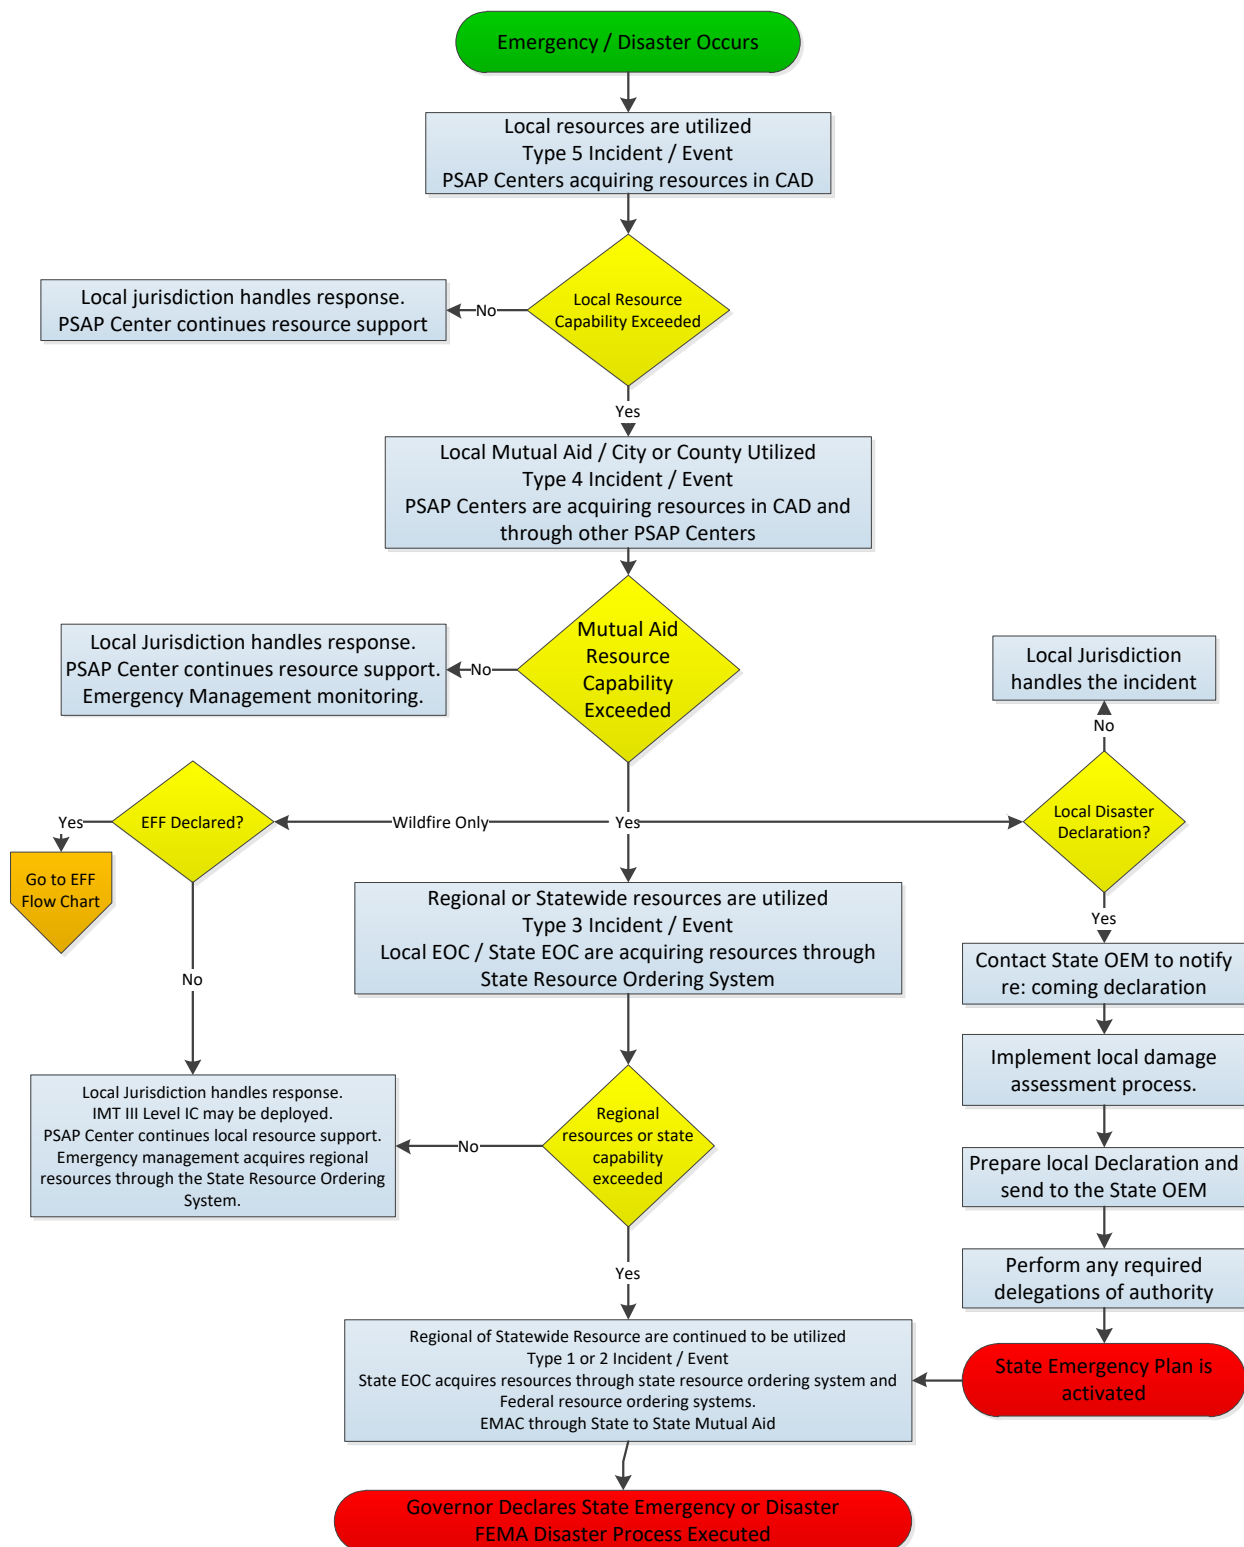 Emergency / Disaster Occurs
Local resources are utilized
Type 5 Incident / Event
PSAP Centers acquiring resources in CAD
Local Resource
Capability Exceeded
No
Local jurisdiction handles response.
PSAP Center continues resource support
Yes
Local Mutual Aid / City or County Utilized
Type 4 Incident / Event
PSAP Centers are acquiring resources in CAD and
through other PSAP Centers
Mutual Aid
Resource
Capability
Exceeded
No
Local Jurisdiction handles response.
PSAP Center continues resource support.
Emergency Management monitoring.
Local Jurisdiction
handles the incident
No
Yes
EFF Declared?
Wildfire Only
Yes
Local Disaster
Declaration?
Go to EFF
Flow Chart
Regional or Statewide resources are utilized
Type 3 Incident / Event
Local EOC / State EOC are acquiring resources through
State Resource Ordering System
Yes
Contact State OEM to notify
re: coming declaration
No
Implement local damage
assessment process.
Local Jurisdiction handles response.
IMT III Level IC may be deployed.
PSAP Center continues local resource support.
Emergency management acquires regional
resources through the State Resource Ordering
System.
No
Regional
resources or state
capability
exceeded
Prepare local Declaration and
send to the State OEM
Yes
Perform any required
delegations of authority
Regional of Statewide Resource are continued to be utilized
Type 1 or 2 Incident / Event
State EOC acquires resources through state resource ordering system and
Federal resource ordering systems.
EMAC through State to State Mutual Aid
State Emergency Plan is
activated
Governor Declares State Emergency or Disaster
FEMA Disaster Process Executed